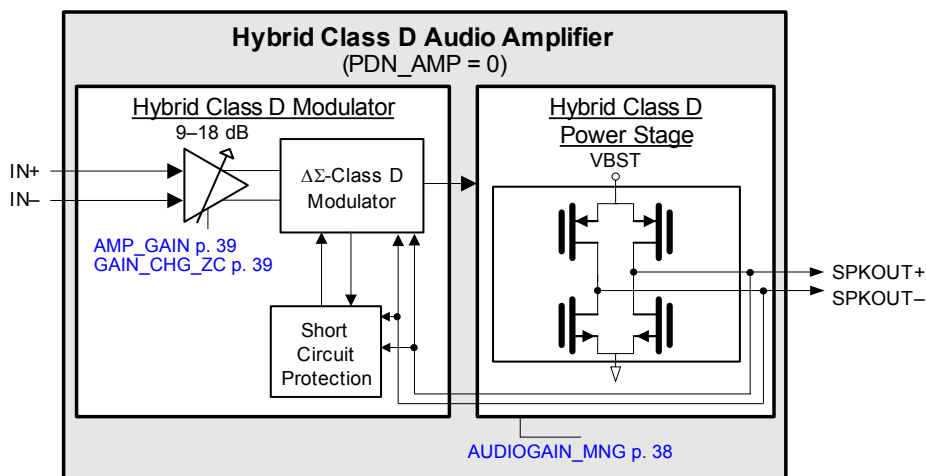 Hybrid Class D Audio Amplifier
(PDN_AMP = 0)
Hybrid Class D Modulator
9–18 dB
IN+
IN–
ΔΣ-Class D
Modulator
AMP_GAIN p. 39
GAIN_CHG_ZC p. 39
Short
Circuit
Protection
Hybrid Class D
Power Stage
VBST
SPKOUT+
SPKOUT–
AUDIOGAIN_MNG p. 38